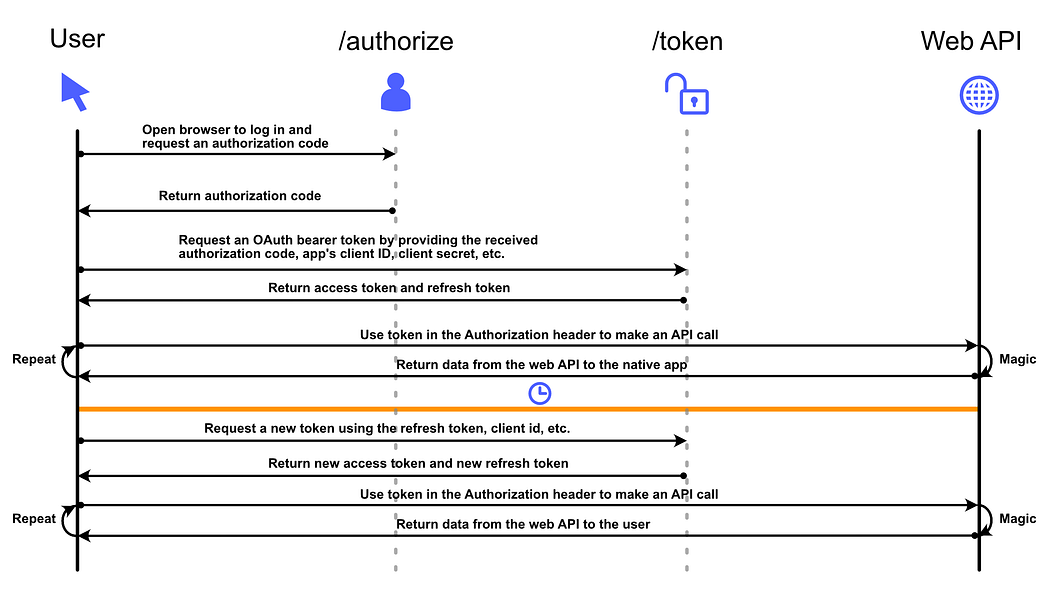 User
/authorize
/token
Web API
Open browser to log in and
request an authorization code
Return authorization code
Request an OAuth bearer token by providing the received
authorization code, app's client ID, client secret, etc.
Return access token and refresh token
Use token in the Authorization header to make an API call
Repeat
Magic
Return data from the web API to the native app
Request a new token using the refresh token, client id, etc.
Return new access token and new refresh token
Use token in the Authorization header to make an API call
Repeat
Magic
Return data from the web API to the user